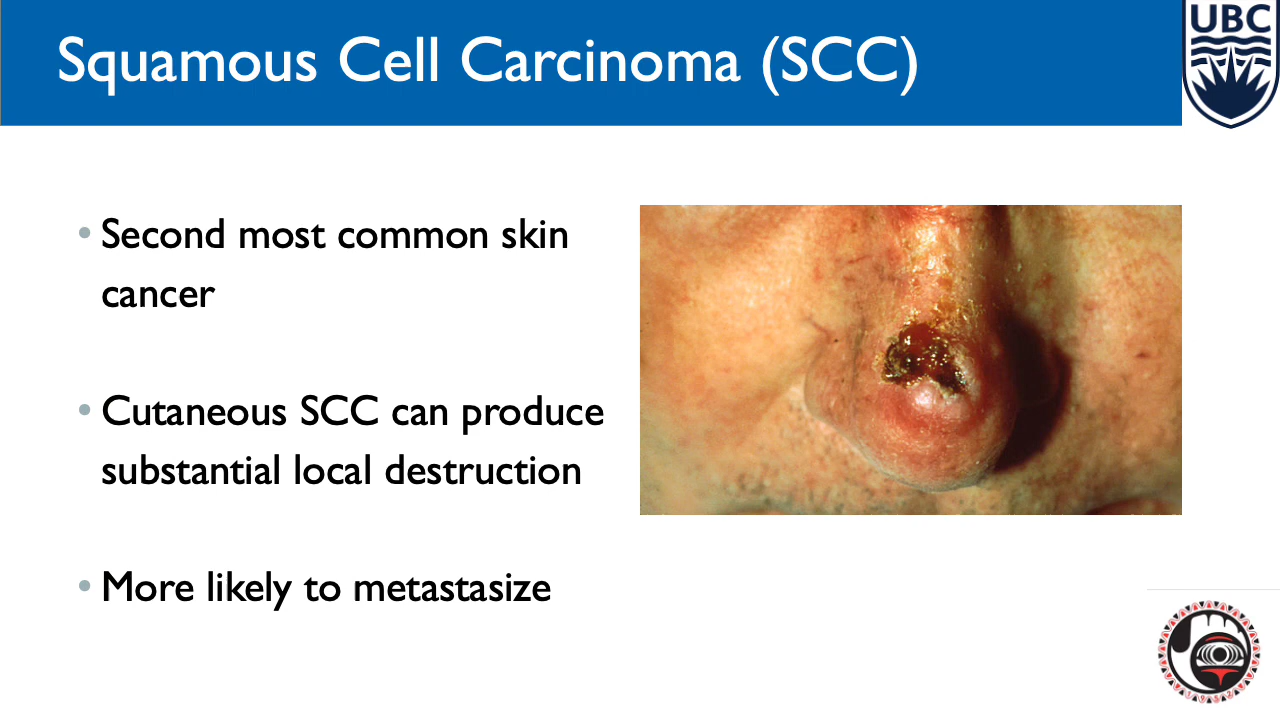 Squamous Cell Carcinoma (SCC)
UBC
• Second most common skin
cancer
• Cutaneous SCC can produce
substantial local destruction
• More likely to metastasize
1952